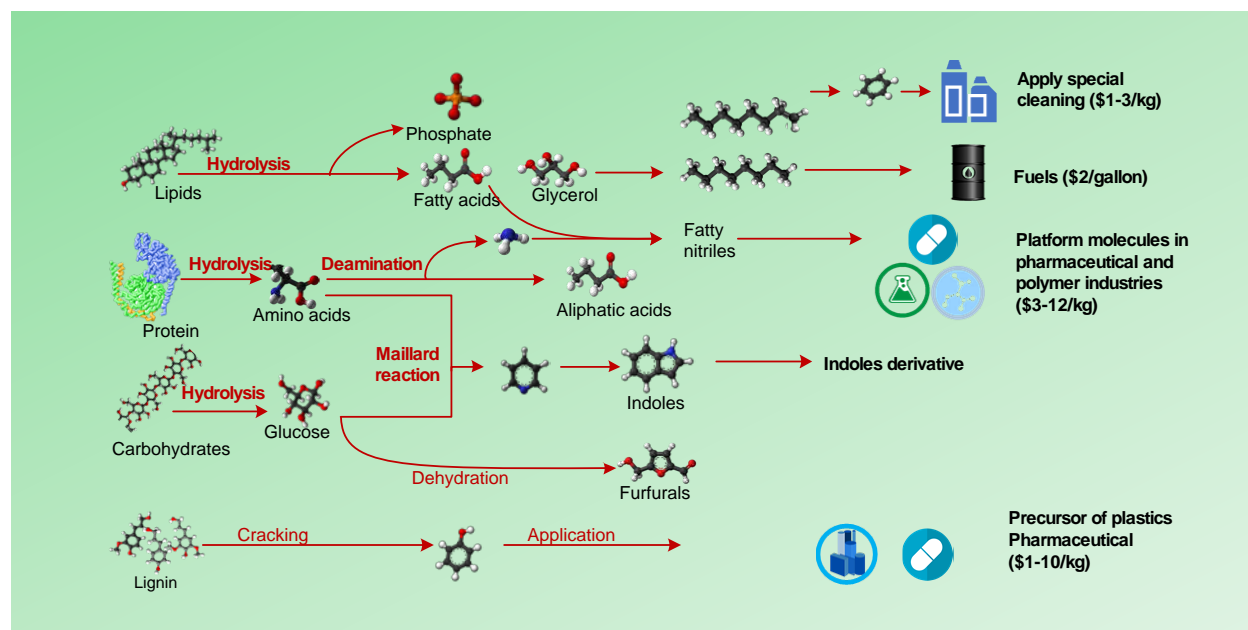 Apply special
cleaning ($1-3/kg)
Phosphate
Hydrolysis
Lipids
Fatty acids
Glycerol
Fuels ($2/gallon)
Fatty
nitriles
Platform molecules in
pharmaceutical and
polymer industries
($3-12/kg)
Hydrolysis
Deamination
Protein
Amino acids
Aliphatic acids
Maillard
reaction
Indoles
Indoles derivative
Hydrolysis
Carbohydrates
Glucose
Dehydration
Furfurals
Cracking
Application
Lignin
Precursor of plastics
Pharmaceutical
($1-10/kg)